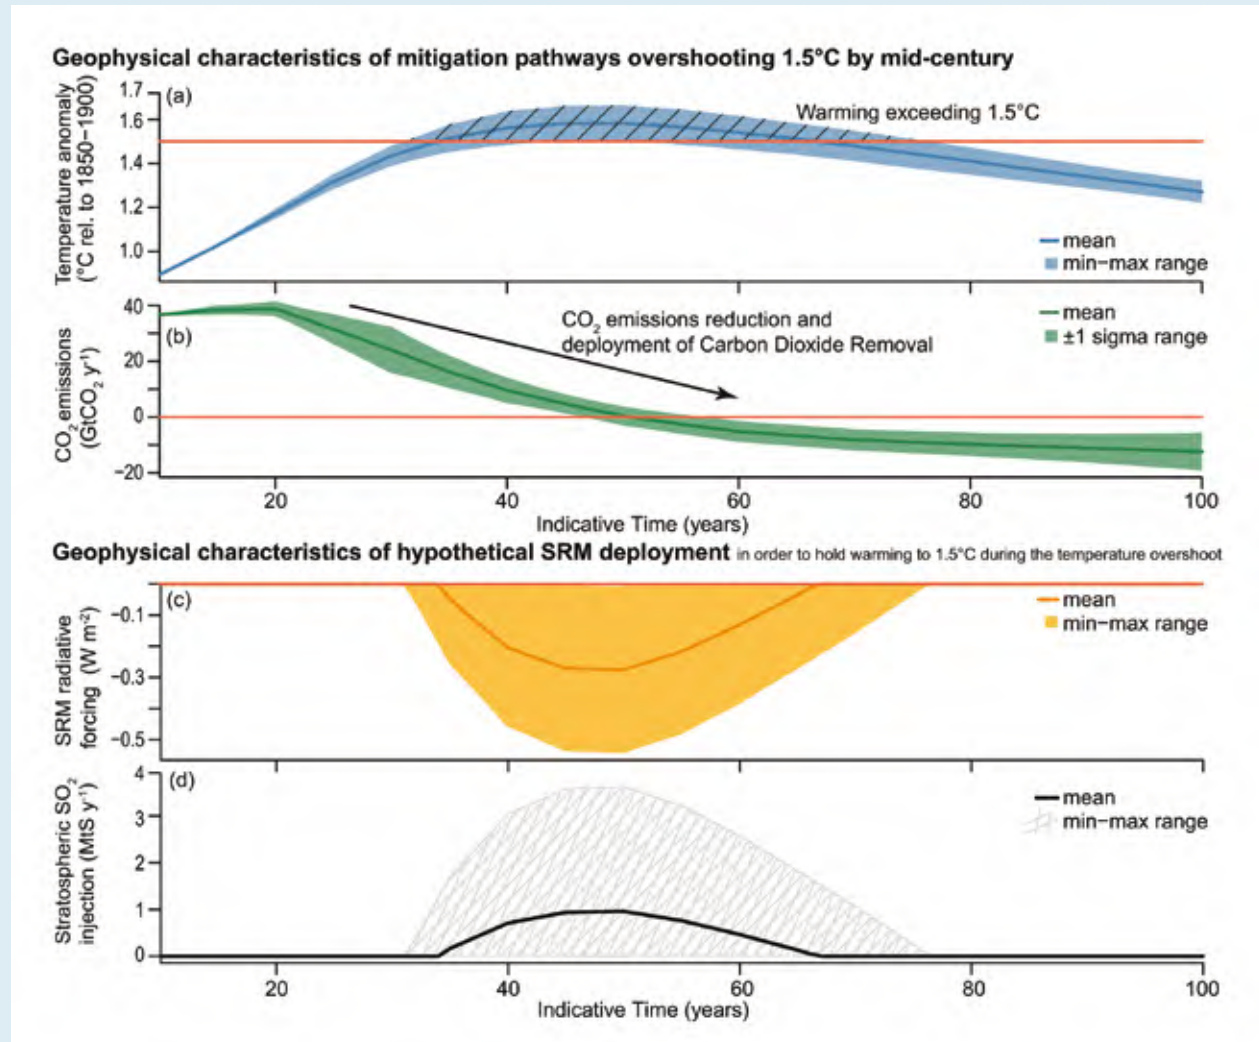 Geophysical characteristics of mitigation pathways overshooting 1.5°C by mid-century
Temperature anomaly
(°C rel. to 1850−1900)
1.7
1.6
1.4
1.2
1.0
(a)
Warming exceeding 1.5°C
mean
min−max range
CO₂ emissions
(GtCO₂ y⁻¹)
40
20
0
−20
(b)
CO₂ emissions reduction and
deployment of Carbon Dioxide Removal
mean
±1 sigma range
20 40 60 80 100
Indicative Time (years)
Geophysical characteristics of hypothetical SRM deployment in order to hold warming to 1.5°C during the temperature overshoot
SRM radiative
forcing (W m⁻²)
−0.1
−0.3
−0.5
(c)
mean
min−max range
Stratospheric SO₂
injection (MtS y⁻¹)
4
3
2
1
0
(d)
mean
min−max range
20 40 60 80 100
Indicative Time (years)